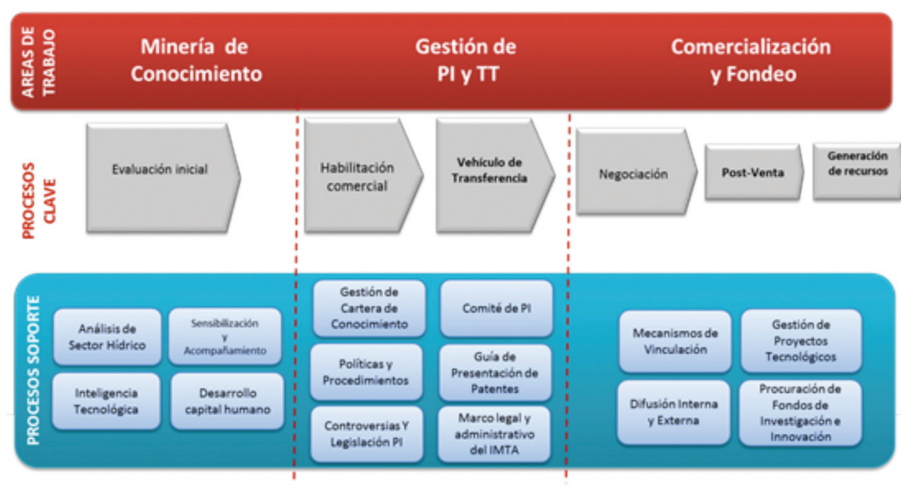 AREAS DE
TRABAJO
Minería de
Conocimiento
Gestión de
PI y TT
Comercialización
y Fondeo
PROCESOS
CLAVE
Evaluación inicial
Habilitación
comercial
Vehículo de
Transferencia
Negociación
Post-Venta
Generación
de recursos
PROCESOS SOPORTE
Análisis de
Sector Hídrico
Sensibilización
y
Acompañamiento
Inteligencia
Tecnológica
Desarrollo
capital humano
Gestión de
Cartera de
Conocimiento
Comité de PI
Políticas y
Procedimientos
Guía de
Presentación de
Patentes
Controversias Y
Legislación PI
Marco legal y
administrativo
del IMTA
Mecanismos de
Vinculación
Gestión de
Proyectos
Tecnológicos
Difusión Interna
y Externa
Procuración de
Fondos de
Investigación e
Innovación